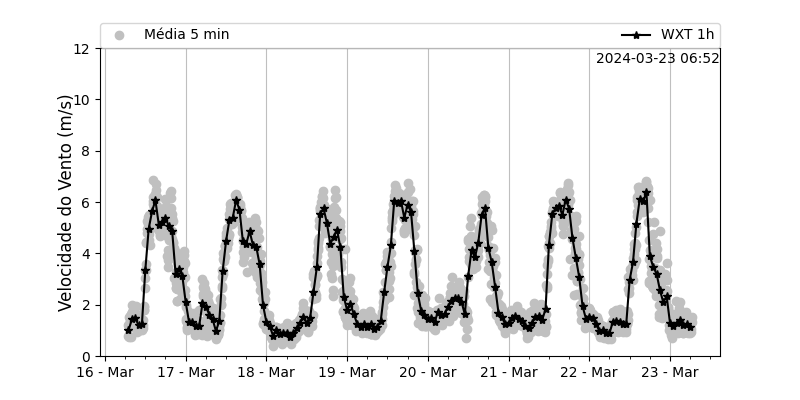 Média 5 min
WXT 1h
2024-03-23 06:52
Velocidade do Vento (m/s)
12
10
8
6
4
2
0
16 - Mar
17 - Mar
18 - Mar
19 - Mar
20 - Mar
21 - Mar
22 - Mar
23 - Mar